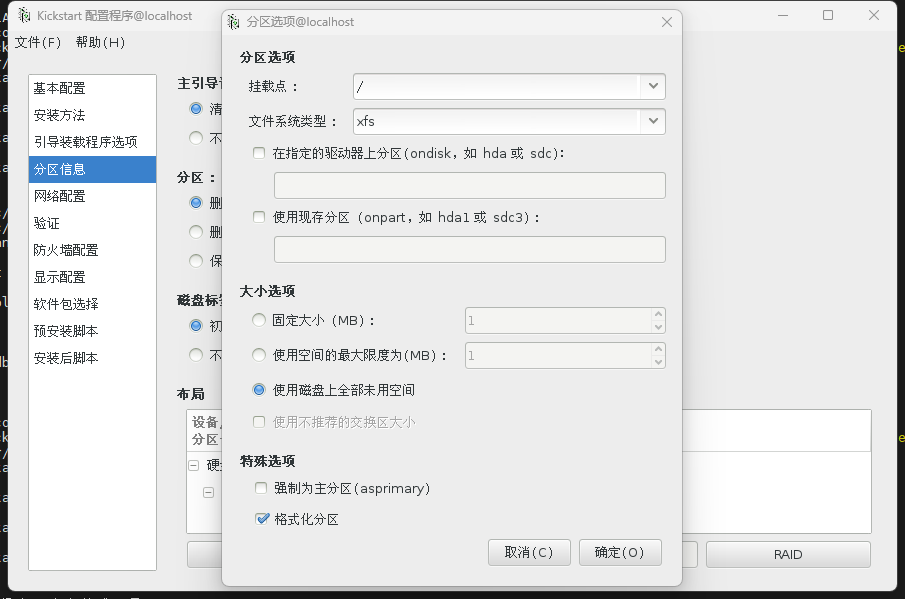 Kickstart 配置程序@localhost
文件(F) 帮助(H)
基本配置
安装方法
引导装载程序选项
分区信息
网络配置
验证
防火墙配置
显示配置
软件包选择
预安装脚本
安装后脚本
主引导
清
不
分区：
删
删
保
磁盘标
初
不
布局
设备
分区
硬
RAID
分区选项@localhost
分区选项
挂载点： /
文件系统类型： xfs
在指定的驱动器上分区(ondisk，如 hda 或 sdc)：
使用现存分区（onpart，如 hda1 或 sdc3）：
大小选项
固定大小（MB）： 1
使用空间的最大限度为(MB)： 1
使用磁盘上全部未用空间
使用不推荐的交换区大小
特殊选项
强制为主分区(asprimary)
格式化分区
取消(C) 确定(O)